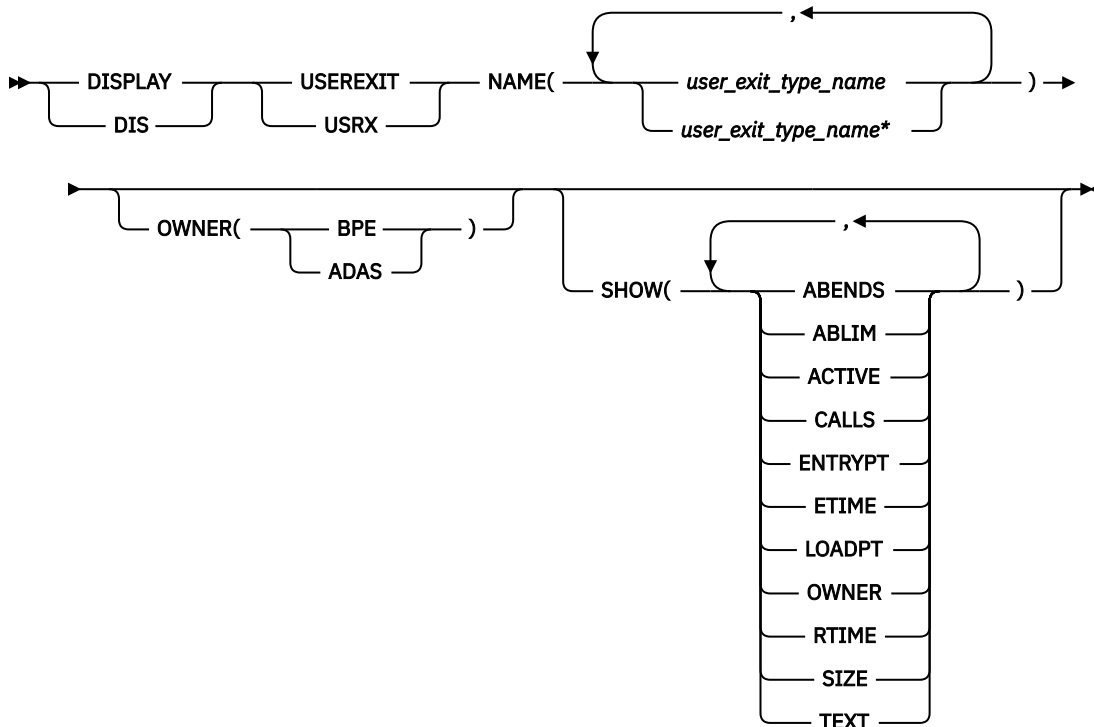 ,
DISPLAY USEREXIT NAME( user_exit_type_name )
DIS USRX user_exit_type_name*
OWNER( BPE )
ADAS
,
SHOW( ABENDS )
ABLIM
ACTIVE
CALLS
ENTRYPT
ETIME
LOADPT
OWNER
RTIME
SIZE
TEXT